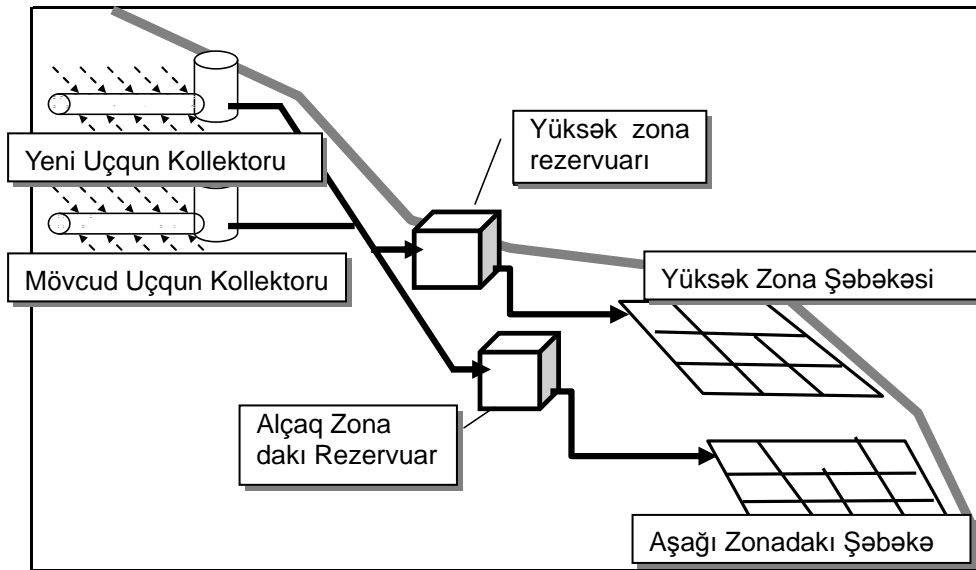 Yeni Uçqun Kollektoru
Yüksək zona
rezervuarı
Mövcud Uçqun Kollektoru
Yüksək Zona Şəbəkəsi
Alçaq Zona
dakı Rezervuar
Aşağı Zonadakı Şəbəkə